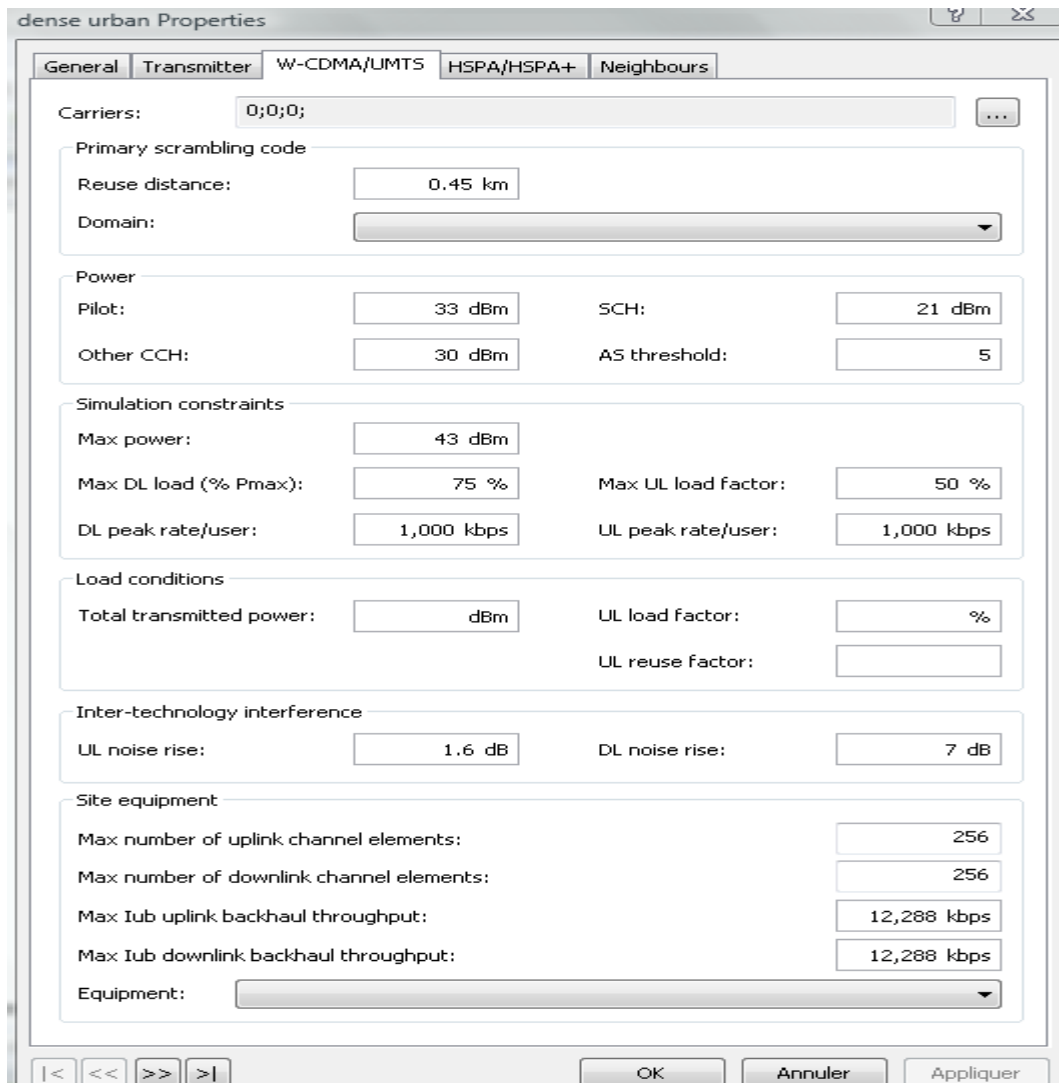 dense urban Properties
General Transmitter W-CDMA/UMTS HSPA/HSPA+ Neighbours
Carriers: 0;0;0; ...
Primary scrambling code
Reuse distance: 0.45 km
Domain:
Power
Pilot: 33 dBm SCH: 21 dBm
Other CCH: 30 dBm AS threshold: 5
Simulation constraints
Max power: 43 dBm
Max DL load (% Pmax): 75 % Max UL load factor: 50 %
DL peak rate/user: 1,000 kbps UL peak rate/user: 1,000 kbps
Load conditions
Total transmitted power: dBm UL load factor: %
UL reuse factor:
Inter-technology interference
UL noise rise: 1.6 dB DL noise rise: 7 dB
Site equipment
Max number of uplink channel elements: 256
Max number of downlink channel elements: 256
Max Iub uplink backhaul throughput: 12,288 kbps
Max Iub downlink backhaul throughput: 12,288 kbps
Equipment:
|< << >> >| OK Annuler Appliquer